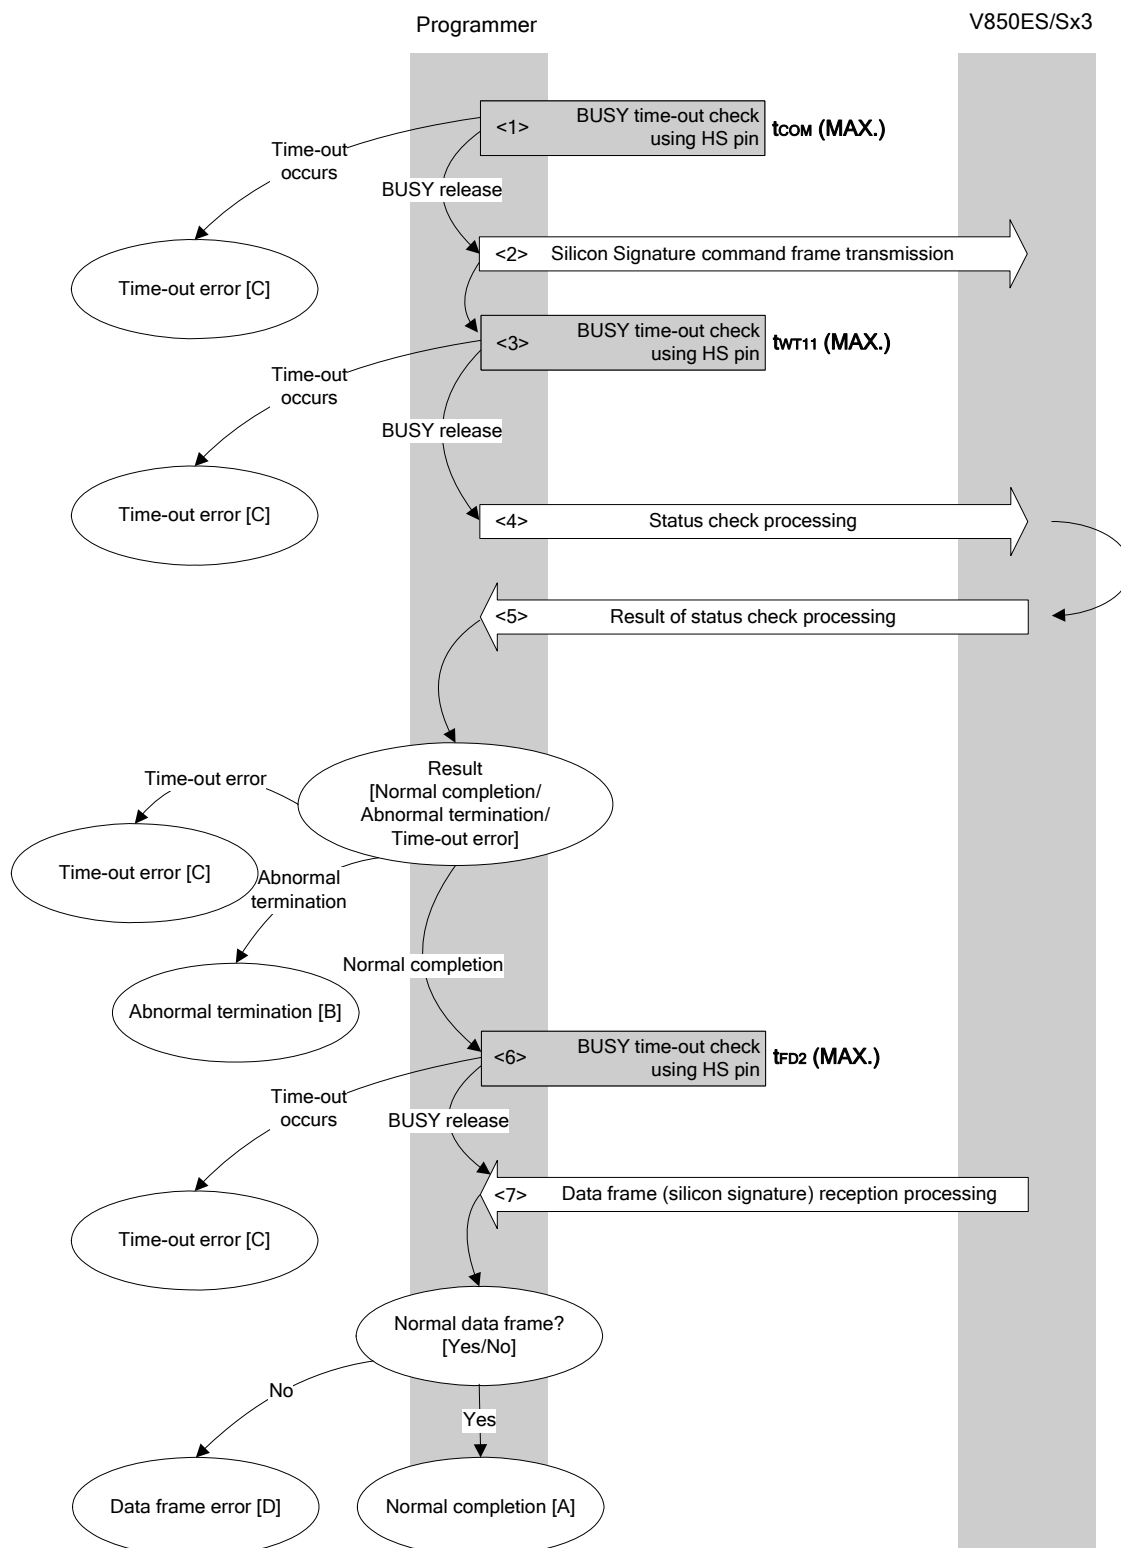 Programmer
V850ES/Sx3
<1>
BUSY time-out check
using HS pin
tCOM (MAX.)
Time-out
occurs
BUSY release
<2> Silicon Signature command frame transmission
Time-out error [C]
<3>
BUSY time-out check
using HS pin
tWT11 (MAX.)
Time-out
occurs
BUSY release
Time-out error [C]
<4> Status check processing
<5> Result of status check processing
Result
[Normal completion/
Abnormal termination/
Time-out error]
Time-out error
Time-out error [C]
Abnormal
termination
Normal completion
Abnormal termination [B]
<6>
BUSY time-out check
using HS pin
tFD2 (MAX.)
Time-out
occurs
BUSY release
<7> Data frame (silicon signature) reception processing
Time-out error [C]
Normal data frame?
[Yes/No]
No
Yes
Data frame error [D]
Normal completion [A]